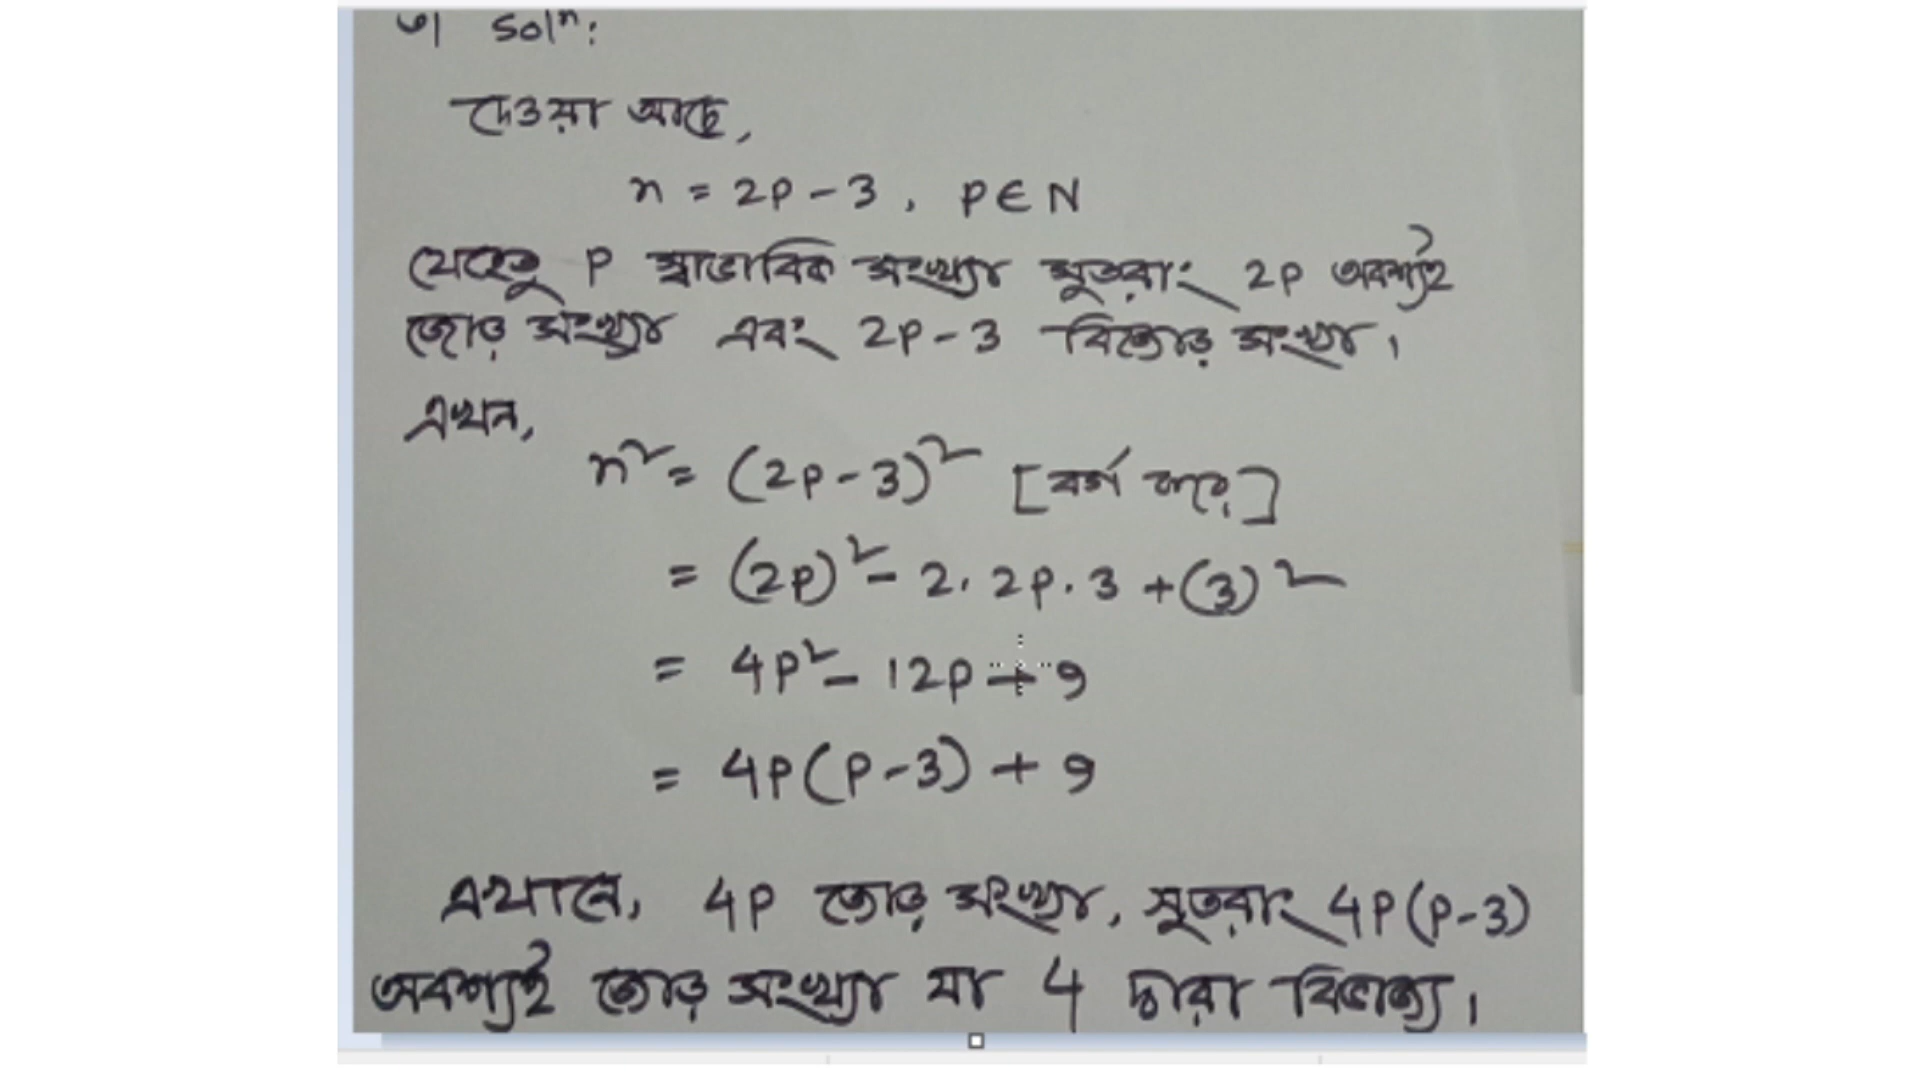 ৩| Solⁿ:
দেওয়া আছে,
n = 2p - 3, p ∈ N
যেহেতু p স্বাভাবিক সংখ্যা সুতরাং 2p অবশ্যই
জোড় সংখ্যা এবং 2p - 3 বিজোড় সংখ্যা।
এখন,
n² = (2p - 3)² [বর্গ করে]
= (2p)² - 2. 2p. 3 + (3)²
= 4p² - 12p + 9
= 4p(p - 3) + 9
এখানে, 4p জোড় সংখ্যা, সুতরাং 4p(p-3)
অবশ্যই জোড় সংখ্যা যা 4 দ্বারা বিভাজ্য।